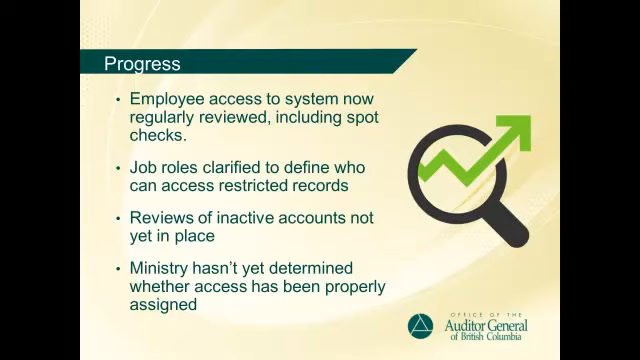 Progress
• Employee access to system now
regularly reviewed, including spot
checks.
• Job roles clarified to define who
can access restricted records
• Reviews of inactive accounts not
yet in place
• Ministry hasn't yet determined
whether access has been properly
assigned
OFFICE OF THE
Auditor General
of British Columbia